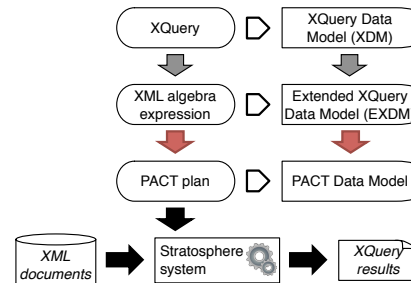 XQuery
XQuery Data
Model (XDM)
XML algebra
expression
Extended XQuery
Data Model (EXDM)
PACT plan
PACT Data Model
XML
documents
Stratosphere
system
XQuery
results